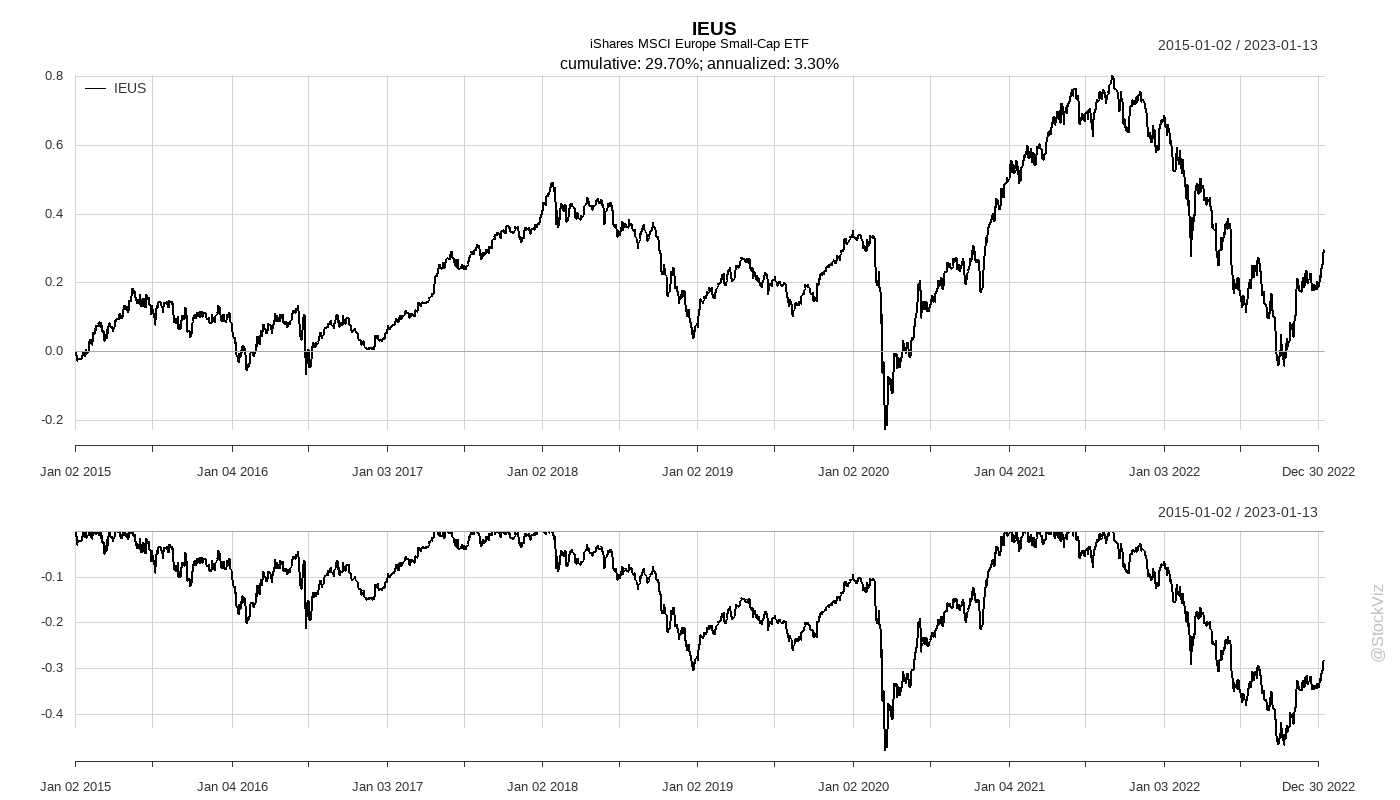 IEUS
iShares MSCI Europe Small-Cap ETF
2015-01-02 / 2023-01-13
cumulative: 29.70%; annualized: 3.30%
IEUS
0.8
0.6
0.4
0.2
0.0
-0.2
Jan 02 2015 Jan 04 2016 Jan 03 2017 Jan 02 2018 Jan 02 2019 Jan 02 2020 Jan 04 2021 Jan 03 2022 Dec 30 2022
2015-01-02 / 2023-01-13
-0.1
-0.2
-0.3
-0.4
Jan 02 2015 Jan 04 2016 Jan 03 2017 Jan 02 2018 Jan 02 2019 Jan 02 2020 Jan 04 2021 Jan 03 2022 Dec 30 2022
@StockViz